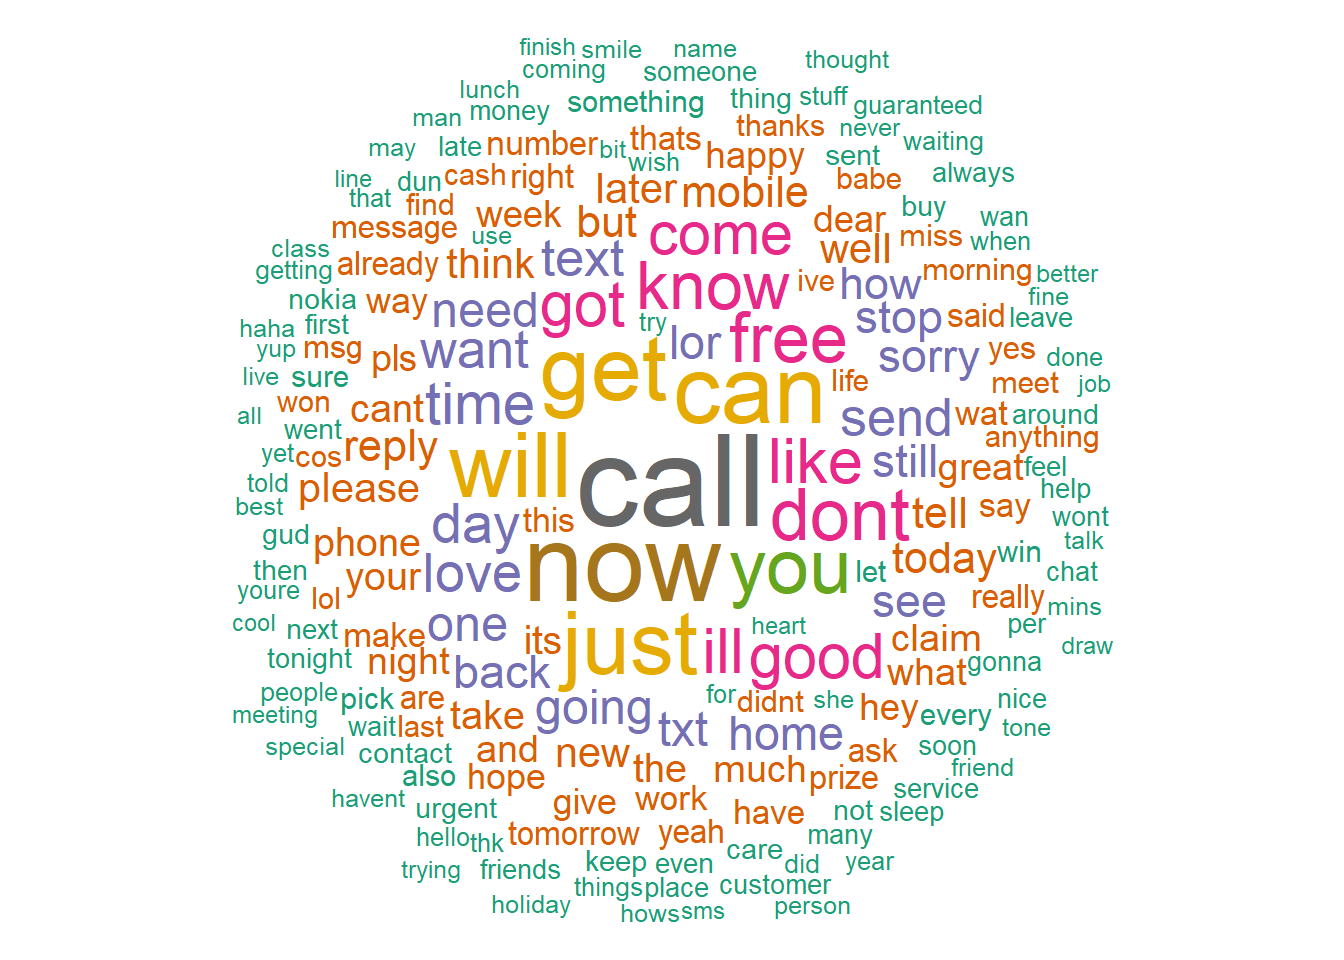 finish smile name thought
coming someone
lunch something thing stuff guaranteed
man money thanks never
may late number bit thats happy sent waiting
line dun cash right wish babe always
that find later mobile buy
message week but come dear wan
class use well miss when
getting already think text know ive how morning better
nokia way need got try stop said fine
haha first lor free leave
yup msg pls want get can sorry yes done
live sure life meet job
all won cant time send wat around
went reply will call like still anything
yet cos great feel
told please dont tell say help
best day this wont
gud phone now you today win talk
then your love let chat
youre lol see really mins
cool next make one its just ill heart good claim per draw
tonight night back what gonna
people pick are going for didnt she hey every nice
meeting wait last take txt home tone
special contact and new the much ask soon
also hope prize friend
havent urgent give work have not sleep service
hello thk tomorrow yeah many
trying friends keep even care did year
things place customer
holiday hows sms person